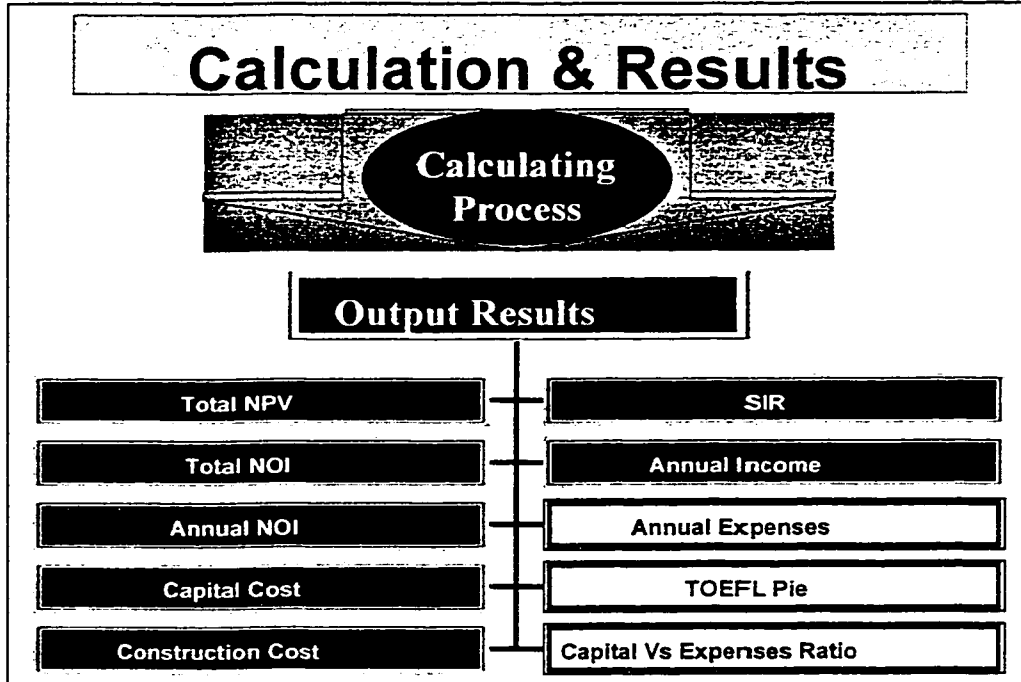 Calculation & Results
Calculating
Process
Output Results
Total NPV
SIR
Total NOI
Annual Income
Annual NOI
Annual Expenses
Capital Cost
TOEFL Pie
Construction Cost
Capital Vs Expenses Ratio